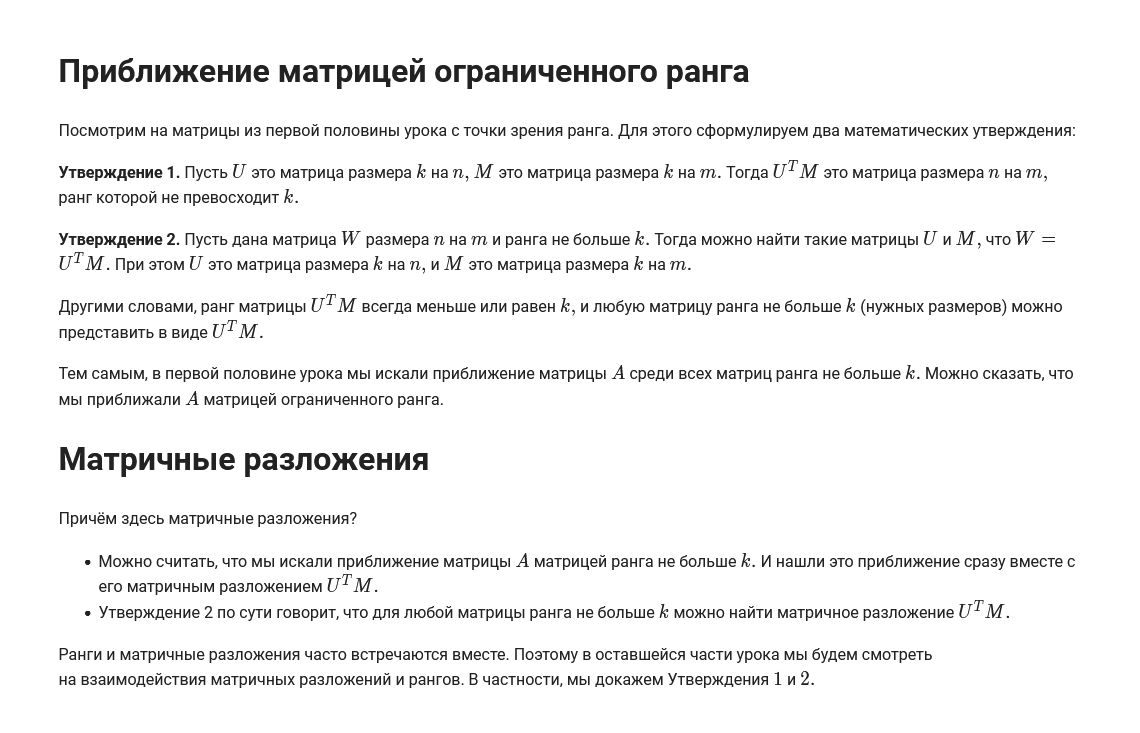 Приближение матрицей ограниченного ранга
Посмотрим на матрицы из первой половины урока с точки зрения ранга. Для этого сформулируем два математических утверждения:
Утверждение 1. Пусть U это матрица размера k на n, M это матрица размера k на m. Тогда U^T M это матрица размера n на m,
ранг которой не превосходит k.
Утверждение 2. Пусть дана матрица W размера n на m и ранга не больше k. Тогда можно найти такие матрицы U и M, что W =
U^T M. При этом U это матрица размера k на n, и M это матрица размера k на m.
Другими словами, ранг матрицы U^T M всегда меньше или равен k, и любую матрицу ранга не больше k (нужных размеров) можно
представить в виде U^T M.
Тем самым, в первой половине урока мы искали приближение матрицы A среди всех матриц ранга не больше k. Можно сказать, что
мы приближали A матрицей ограниченного ранга.
Матричные разложения
Причём здесь матричные разложения?
• Можно считать, что мы искали приближение матрицы A матрицей ранга не больше k. И нашли это приближение сразу вместе с
его матричным разложением U^T M.
• Утверждение 2 по сути говорит, что для любой матрицы ранга не больше k можно найти матричное разложение U^T M.
Ранги и матричные разложения часто встречаются вместе. Поэтому в оставшейся части урока мы будем смотреть
на взаимодействия матричных разложений и рангов. В частности, мы докажем Утверждения 1 и 2.